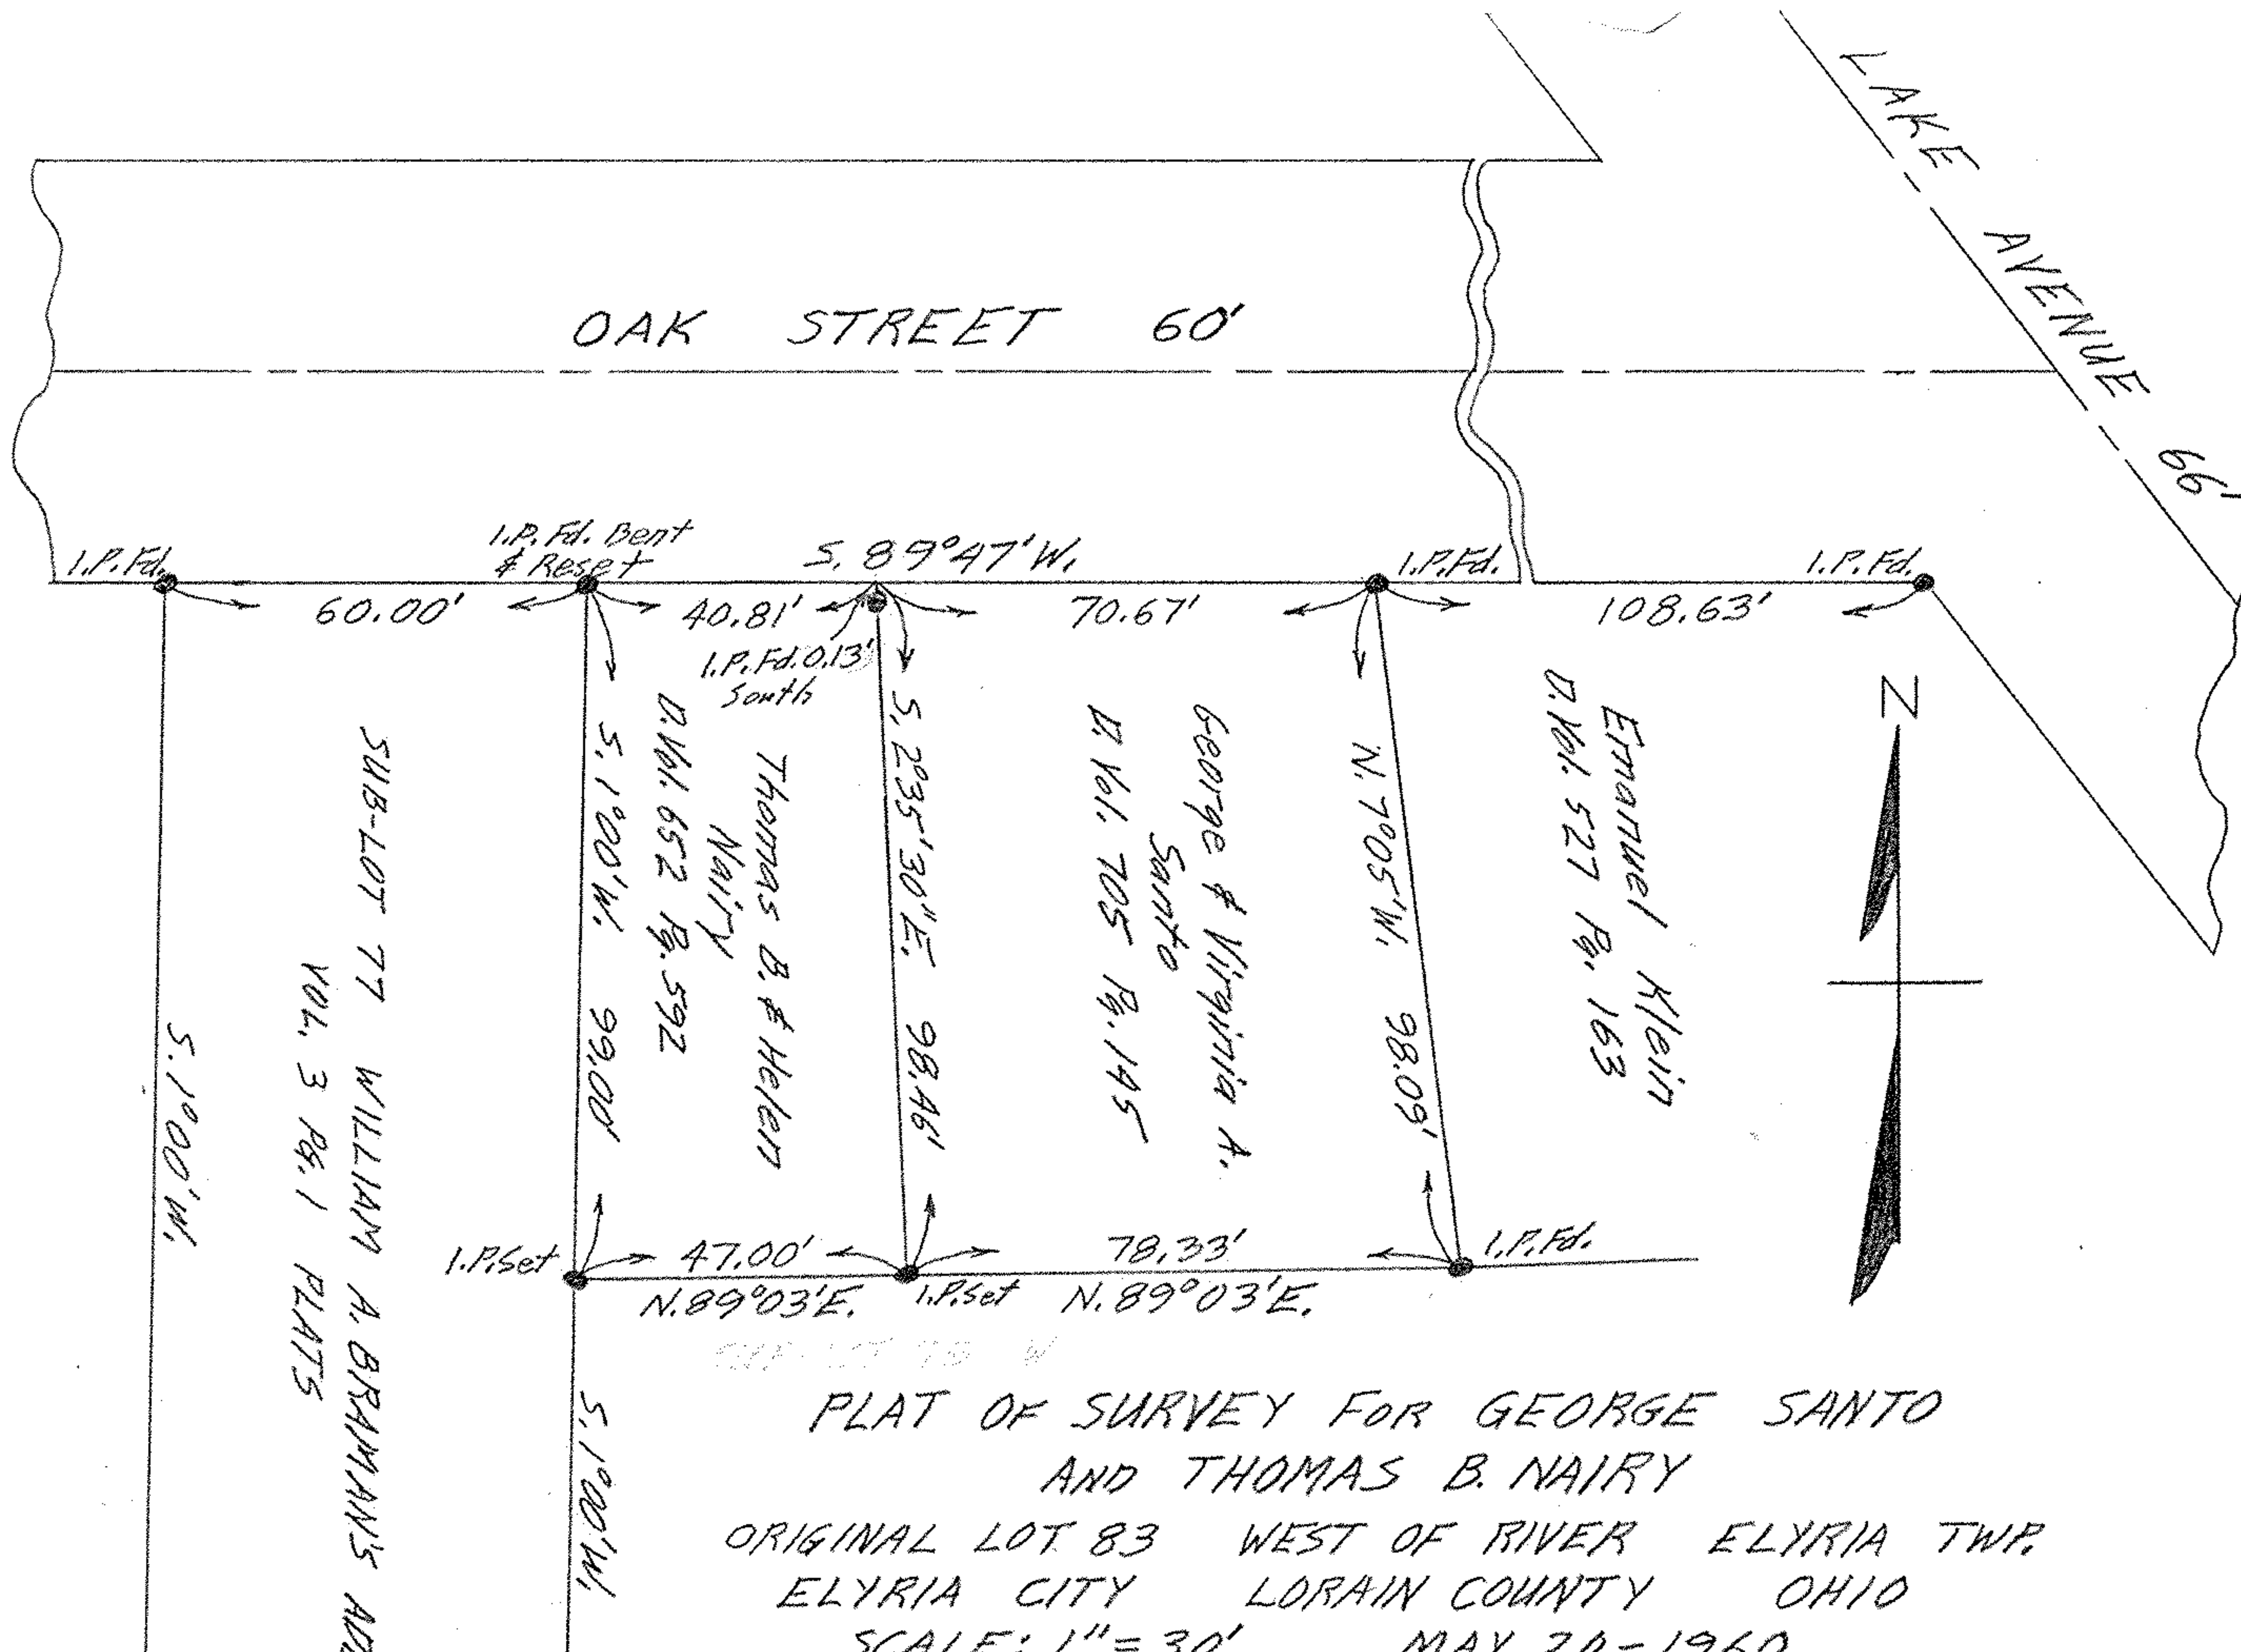 LAKE AVENUE 66'
OAK STREET 60'
I.P. Fd.
I.P. Fd. Bent
& Reset
S. 89°47' W.
I.P. Fd.
I.P. Fd.
60.00'
40.81'
70.67'
108.63'
I.P. Fd. 0.13'
South
S. 1°00' W.
SUB-LOT 77 WILLIAM A. BRAMAN'S
VOL. 3 PG. 1 PLATS
S. 1°00' W. 99.00'
Thomas B. & Helen
Nairy
D. Vol. 652 Pg. 592
S. 2°35'30" E. 98.46'
George & Virginia A.
Santo
D. Vol. 705 Pg. 145
N. 7°05' W. 98.09'
Emanuel Klein
D. Vol. 527 Pg. 163
N
I.P. Set
47.00'
78.33'
I.P. Fd.
N. 89°03' E.
I.P. Set
N. 89°03' E.
S. 1°00' W.
PLAT OF SURVEY FOR GEORGE SANTO
AND THOMAS B. NAIRY
ORIGINAL LOT 83 WEST OF RIVER ELYRIA TWP.
ELYRIA CITY LORAIN COUNTY OHIO
SCALE: 1" = 30' MAY